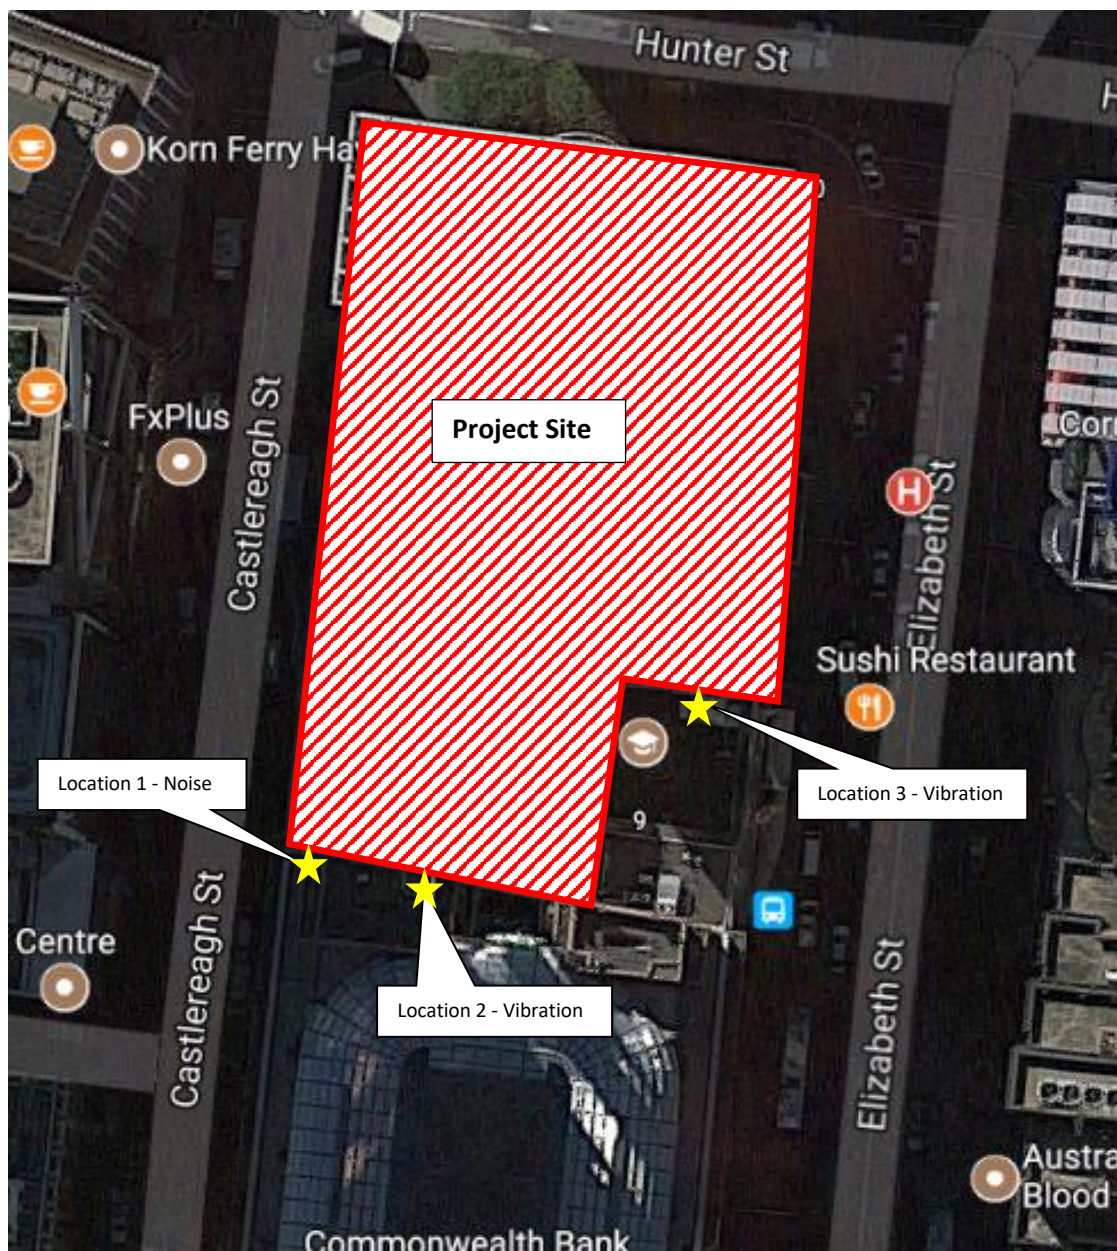 Hunter St
Korn Ferry Ha
FxPlus
Castlereagh St
Project Site
Elizabeth St
Sushi Restaurant
Location 1 - Noise
Location 3 - Vibration
9
Castlereagh St
Centre
Location 2 - Vibration
Elizabeth St
Austra
Blood
Commonwealth Bank